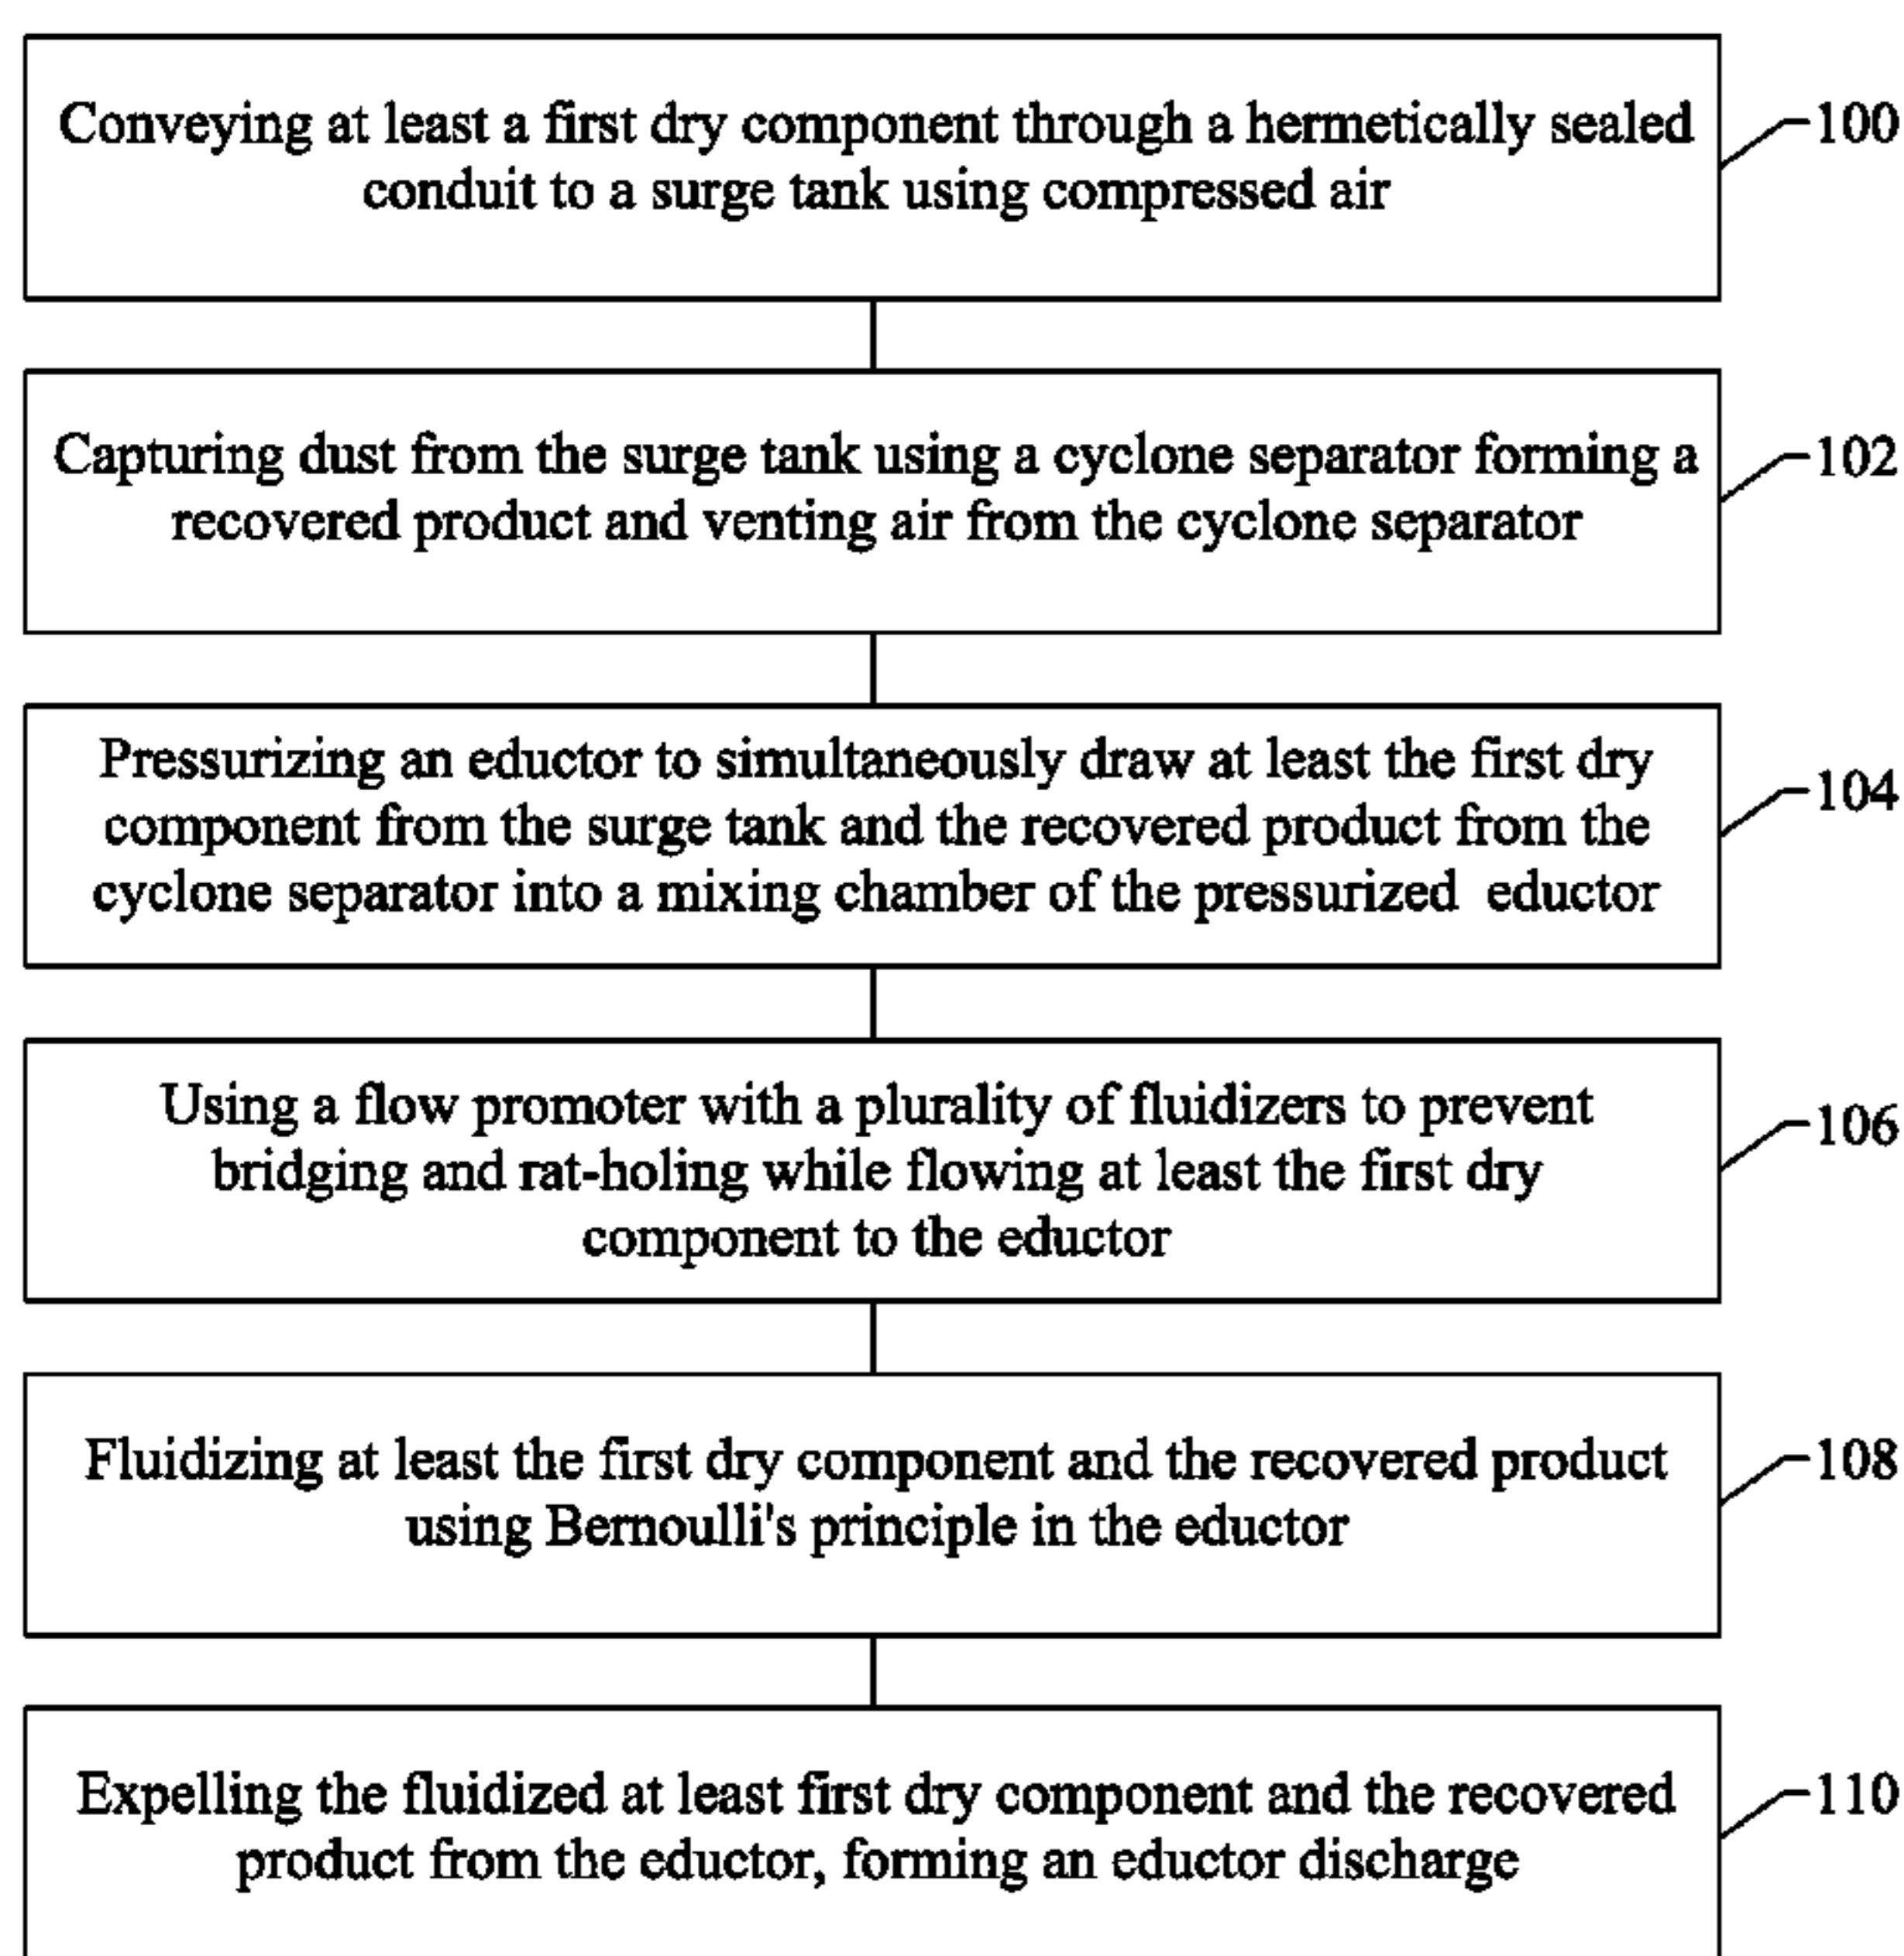 Conveying at least a first dry component through a hermetically sealed
conduit to a surge tank using compressed air
100
Capturing dust from the surge tank using a cyclone separator forming a
recovered product and venting air from the cyclone separator
102
Pressurizing an eductor to simultaneously draw at least the first dry
component from the surge tank and the recovered product from the
cyclone separator into a mixing chamber of the pressurized eductor
104
Using a flow promoter with a plurality of fluidizers to prevent
bridging and rat-holing while flowing at least the first dry
component to the eductor
106
Fluidizing at least the first dry component and the recovered product
using Bernoulli's principle in the eductor
108
Expelling the fluidized at least first dry component and the recovered
product from the eductor, forming an eductor discharge
110